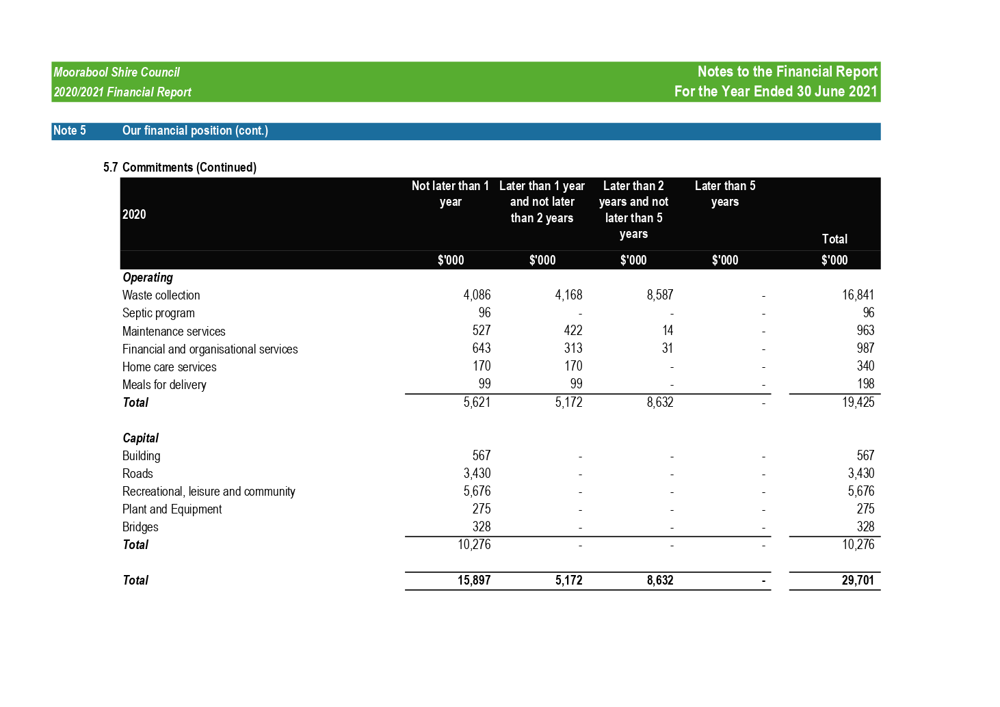 Moorabool Shire Council Notes to the Financial Report
2020/2021 Financial Report For the Year Ended 30 June 2021
Note 5 Our financial position (cont.)
5.7 Commitments (Continued)
Not later than 1 Later than 1 year Later than 2 Later than 5
year and not later years and not years
2020 than 2 years later than 5
years Total
$'000 $'000 $'000 $'000 $'000
Operating
Waste collection 4,086 4,168 8,587 - 16,841
Septic program 96 - - - 96
Maintenance services 527 422 14 - 963
Financial and organisational services 643 313 31 - 987
Home care services 170 170 - - 340
Meals for delivery 99 99 - - 198
Total 5,621 5,172 8,632 - 19,425
Capital
Building 567 - - - 567
Roads 3,430 - - - 3,430
Recreational, leisure and community 5,676 - - - 5,676
Plant and Equipment 275 - - - 275
Bridges 328 - - - 328
Total 10,276 - - - 10,276
Total 15,897 5,172 8,632 - 29,701